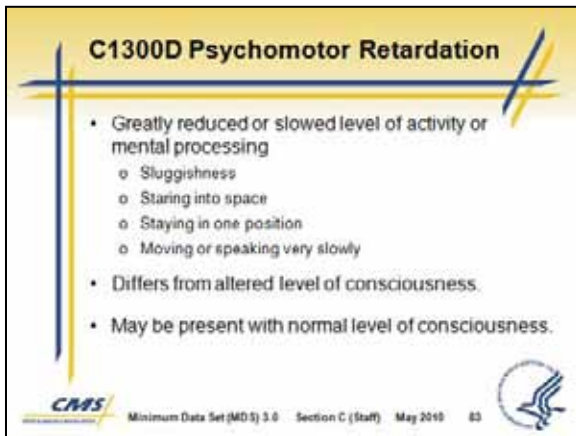 C1300D Psychomotor Retardation
• Greatly reduced or slowed level of activity or
mental processing
o Sluggishness
o Staring into space
o Staying in one position
o Moving or speaking very slowly
• Differs from altered level of consciousness.
• May be present with normal level of consciousness.
CMS
Minimum Data Set (MDS) 3.0 Section C (Staff) May 2010 83